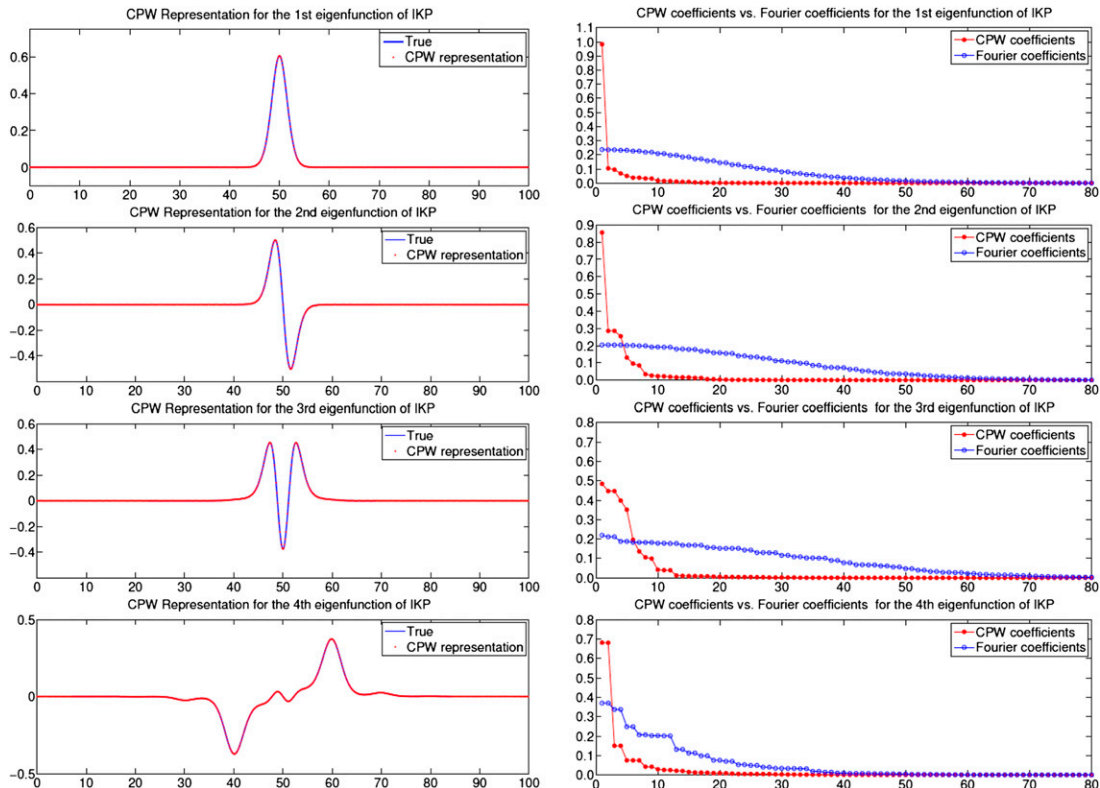 CPW Representation for the 1st eigenfunction of IKP
True
CPW representation
0.6
0.4
0.2
0
0 10 20 30 40 50 60 70 80 90 100
CPW Representation for the 2nd eigenfunction of IKP
True
CPW representation
0.6
0.4
0.2
0
−0.2
−0.4
0 10 20 30 40 50 60 70 80 90 100
CPW Representation for the 3rd eigenfunction of IKP
True
CPW representation
0.6
0.4
0.2
0
−0.2
−0.4
0 10 20 30 40 50 60 70 80 90 100
CPW Representation for the 4th eigenfunction of IKP
True
CPW representation
0.5
0
−0.5
0 10 20 30 40 50 60 70 80 90 100
CPW coefficients vs. Fourier coefficients for the 1st eigenfunction of IKP
CPW coefficients
Fourier coefficients
1.1
1.0
0.9
0.8
0.7
0.6
0.5
0.4
0.3
0.2
0.1
0.0
0 10 20 30 40 50 60 70 80
CPW coefficients vs. Fourier coefficients for the 2nd eigenfunction of IKP
CPW coefficients
Fourier coefficients
0.9
0.8
0.7
0.6
0.5
0.4
0.3
0.2
0.1
0.0
0 10 20 30 40 50 60 70 80
CPW coefficients vs. Fourier coefficients for the 3rd eigenfunction of IKP
CPW coefficients
Fourier coefficients
0.8
0.7
0.6
0.5
0.4
0.3
0.2
0.1
0.0
0 10 20 30 40 50 60 70 80
CPW coefficients vs. Fourier coefficients for the 4th eigenfunction of IKP
CPW coefficients
Fourier coefficients
0.8
0.7
0.6
0.5
0.4
0.3
0.2
0.1
0.0
0 10 20 30 40 50 60 70 80